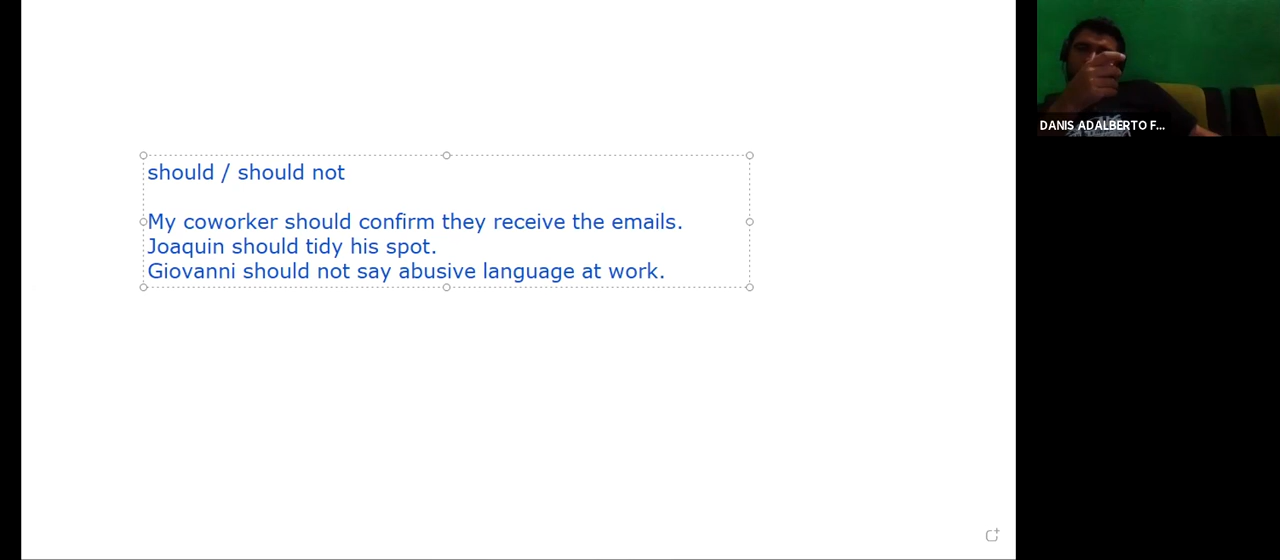 should / should not
My coworker should confirm they receive the emails.
Joaquin should tidy his spot.
Giovanni should not say abusive language at work.
DANIS ADALBERTO F...